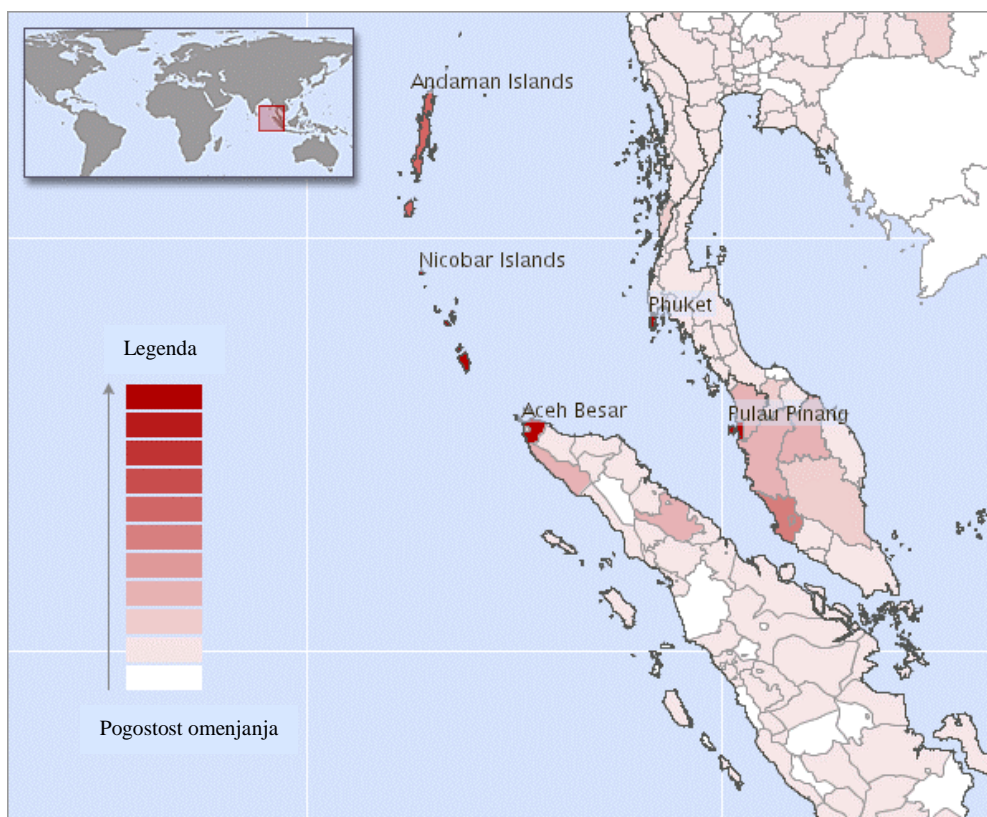 Andaman Islands
Nicobar Islands
Phuket
Legenda
Aceh Besar
Pulau Pinang
Pogostost omenjanja